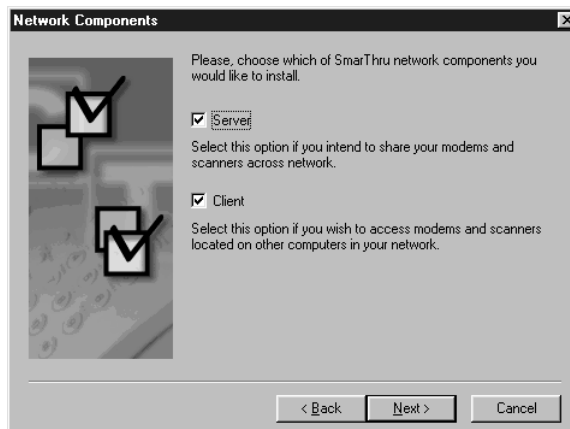 Network Components
Please, choose which of SmarThru network components you
would like to install.
Server
Select this option if you intend to share your modems and
scanners across network.
Client
Select this option if you wish to access modems and scanners
located on other computers in your network.
< Back
Next >
Cancel